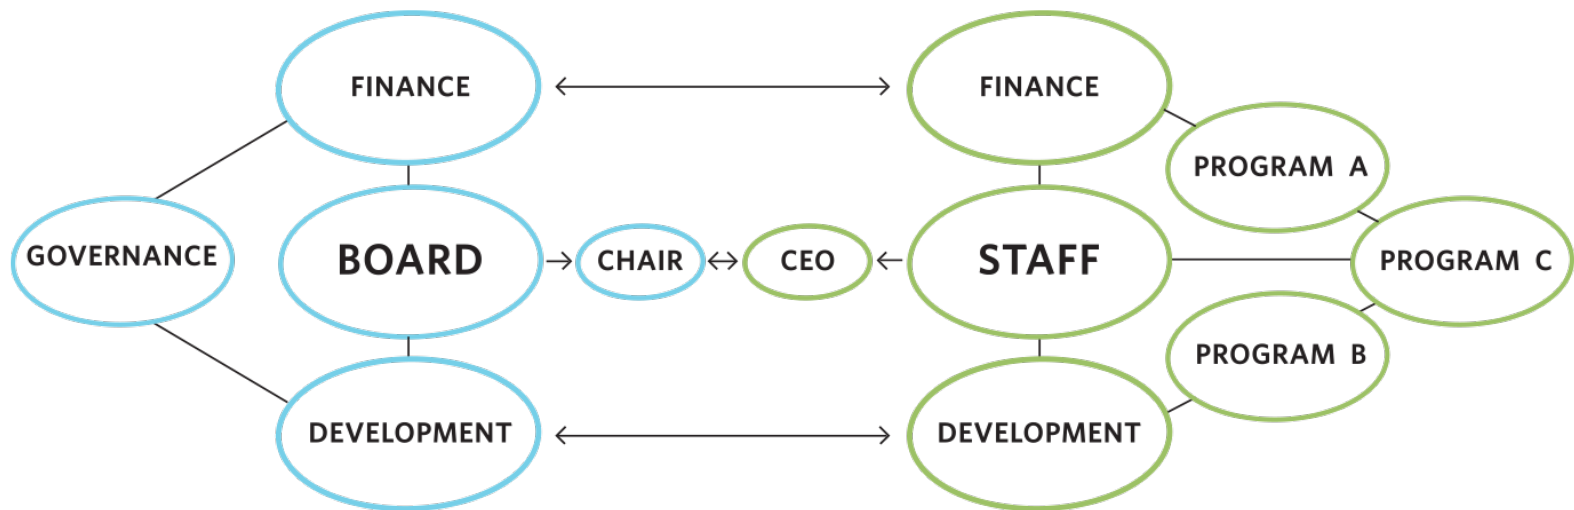 FINANCE
FINANCE
PROGRAM A
GOVERNANCE
BOARD
CHAIR
CEO
STAFF
PROGRAM C
PROGRAM B
DEVELOPMENT
DEVELOPMENT